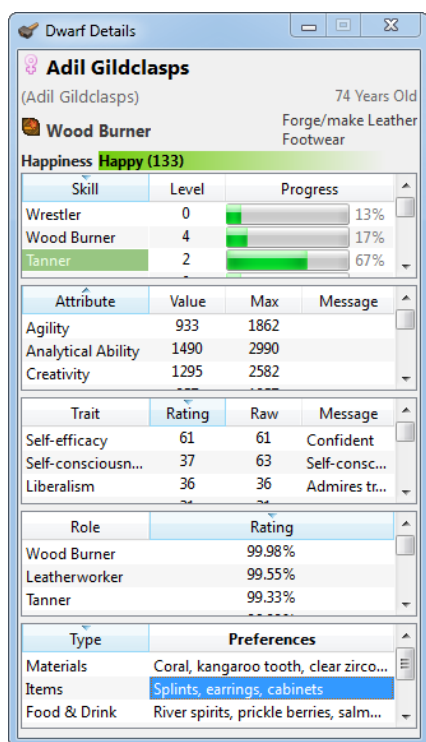 Dwarf Details
Adil Gildclasps
(Adil Gildclasps) 74 Years Old
Wood Burner Forge/make Leather
Footwear
Happiness Happy (133)
Skill Level Progress
Wrestler 0 13%
Wood Burner 4 17%
Tanner 2 67%
Attribute Value Max Message
Agility 933 1862
Analytical Ability 1490 2990
Creativity 1295 2582
Trait Rating Raw Message
Self-efficacy 61 61 Confident
Self-consciousn... 37 63 Self-consc...
Liberalism 36 36 Admires tr...
Role Rating
Wood Burner 99.98%
Leatherworker 99.55%
Tanner 99.33%
Type Preferences
Materials Coral, kangaroo tooth, clear zirco...
Items Splints, earrings, cabinets
Food & Drink River spirits, prickle berries, salm...